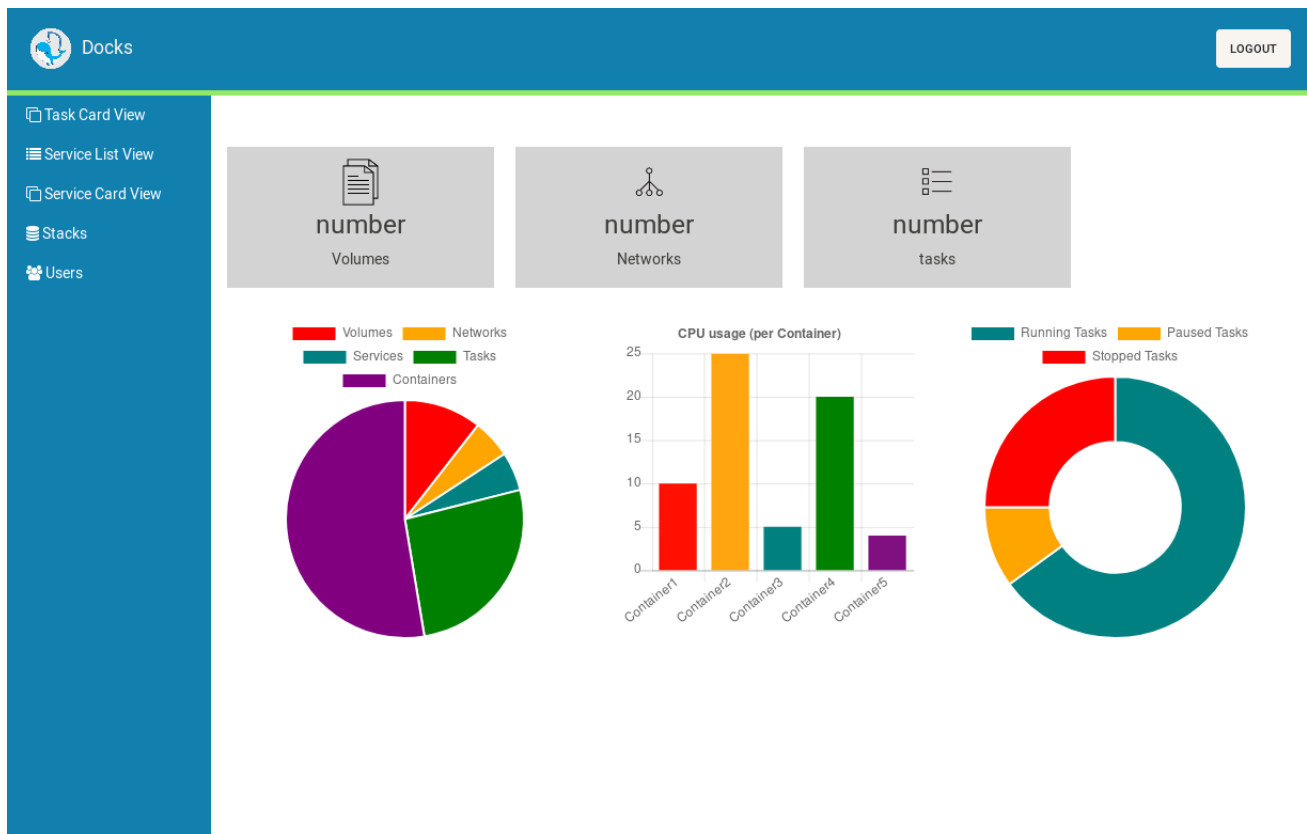 Docks
LOGOUT
Task Card View
Service List View
Service Card View
Stacks
Users
number
Volumes
number
Networks
number
tasks
Volumes Networks
Services Tasks
Containers
CPU usage (per Container)
25
20
15
10
5
0
Container1 Container2 Container3 Container4 Container5
Running Tasks Paused Tasks
Stopped Tasks